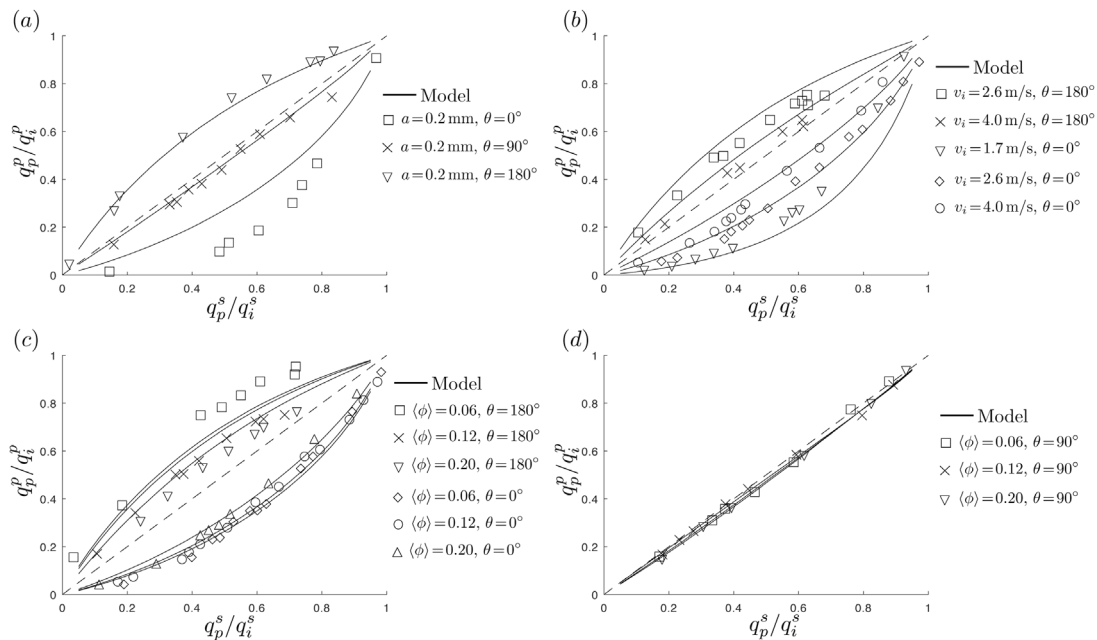 (a)
1
0.8
0.6
0.4
0.2
0
0 0.2 0.4 0.6 0.8 1
q_p^p/q_i^p
q_p^s/q_i^s
Model
a=0.2 mm, θ=0°
a=0.2 mm, θ=90°
a=0.2 mm, θ=180°
(b)
1
0.8
0.6
0.4
0.2
0
0 0.2 0.4 0.6 0.8 1
q_p^p/q_i^p
q_p^s/q_i^s
Model
v_i=2.6 m/s, θ=180°
v_i=4.0 m/s, θ=180°
v_i=1.7 m/s, θ=0°
v_i=2.6 m/s, θ=0°
v_i=4.0 m/s, θ=0°
(c)
1
0.8
0.6
0.4
0.2
0
0 0.2 0.4 0.6 0.8 1
q_p^p/q_i^p
q_p^s/q_i^s
Model
⟨ϕ⟩=0.06, θ=180°
⟨ϕ⟩=0.12, θ=180°
⟨ϕ⟩=0.20, θ=180°
⟨ϕ⟩=0.06, θ=0°
⟨ϕ⟩=0.12, θ=0°
⟨ϕ⟩=0.20, θ=0°
(d)
1
0.8
0.6
0.4
0.2
0
0 0.2 0.4 0.6 0.8 1
q_p^p/q_i^p
q_p^s/q_i^s
Model
⟨ϕ⟩=0.06, θ=90°
⟨ϕ⟩=0.12, θ=90°
⟨ϕ⟩=0.20, θ=90°